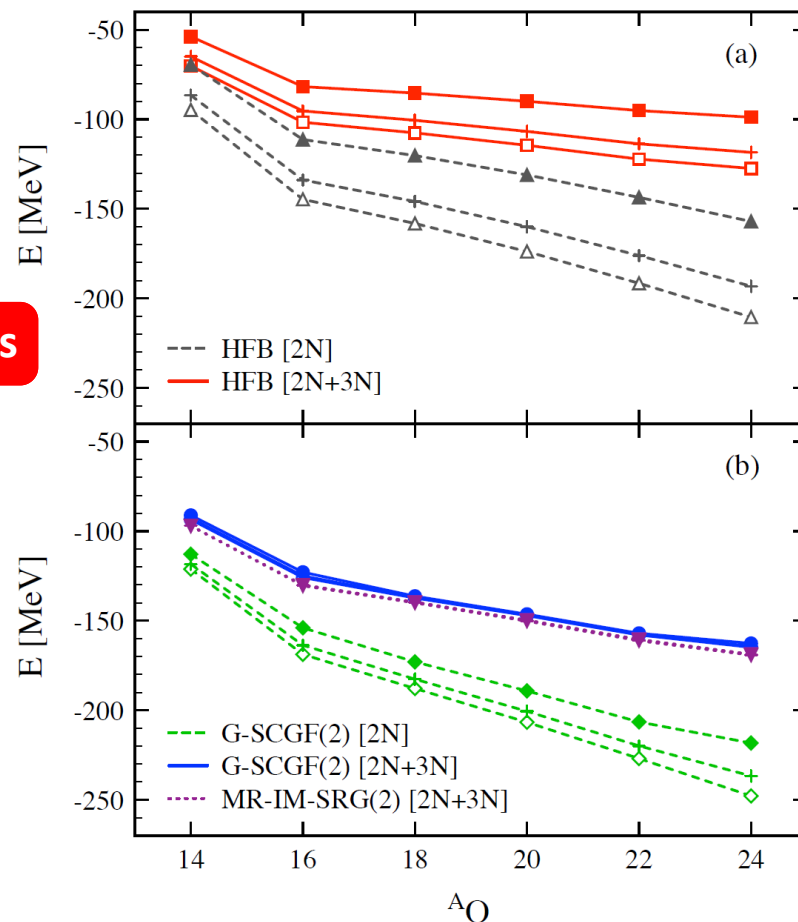 -50
(a)
-100
-150
-200
-250
E [MeV]
s
HFB [2N]
HFB [2N+3N]
-50
(b)
-100
-150
-200
-250
E [MeV]
G-SCGF(2) [2N]
G-SCGF(2) [2N+3N]
MR-IM-SRG(2) [2N+3N]
14 16 18 20 22 24
ᴬO